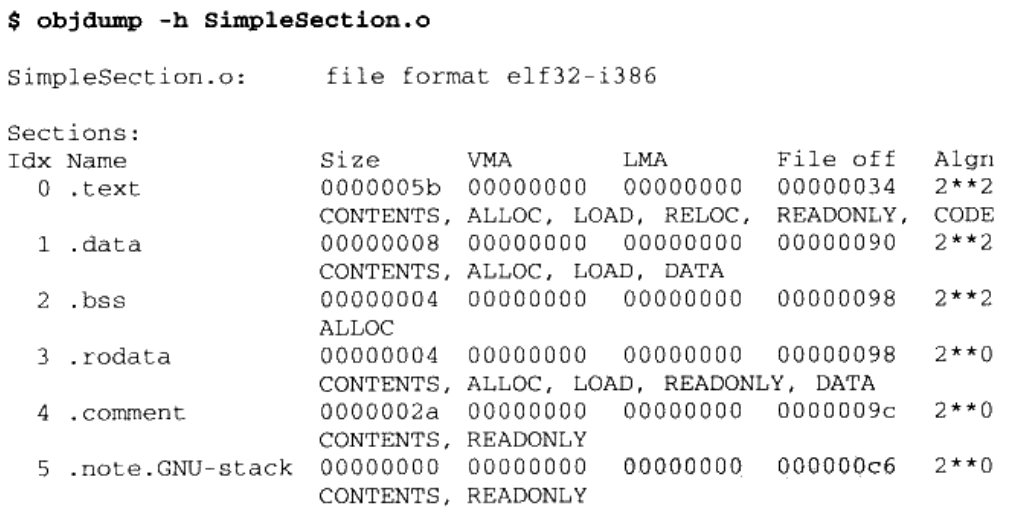 $ objdump -h SimpleSection.o
SimpleSection.o:     file format elf32-i386
Sections:
Idx Name              Size      VMA       LMA       File off  Algn
  0 .text             0000005b  00000000  00000000  00000034  2**2
                      CONTENTS, ALLOC, LOAD, RELOC, READONLY, CODE
  1 .data             00000008  00000000  00000000  00000090  2**2
                      CONTENTS, ALLOC, LOAD, DATA
  2 .bss              00000004  00000000  00000000  00000098  2**2
                      ALLOC
  3 .rodata           00000004  00000000  00000000  00000098  2**0
                      CONTENTS, ALLOC, LOAD, READONLY, DATA
  4 .comment          0000002a  00000000  00000000  0000009c  2**0
                      CONTENTS, READONLY
  5 .note.GNU-stack   00000000  00000000  00000000  000000c6  2**0
                      CONTENTS, READONLY